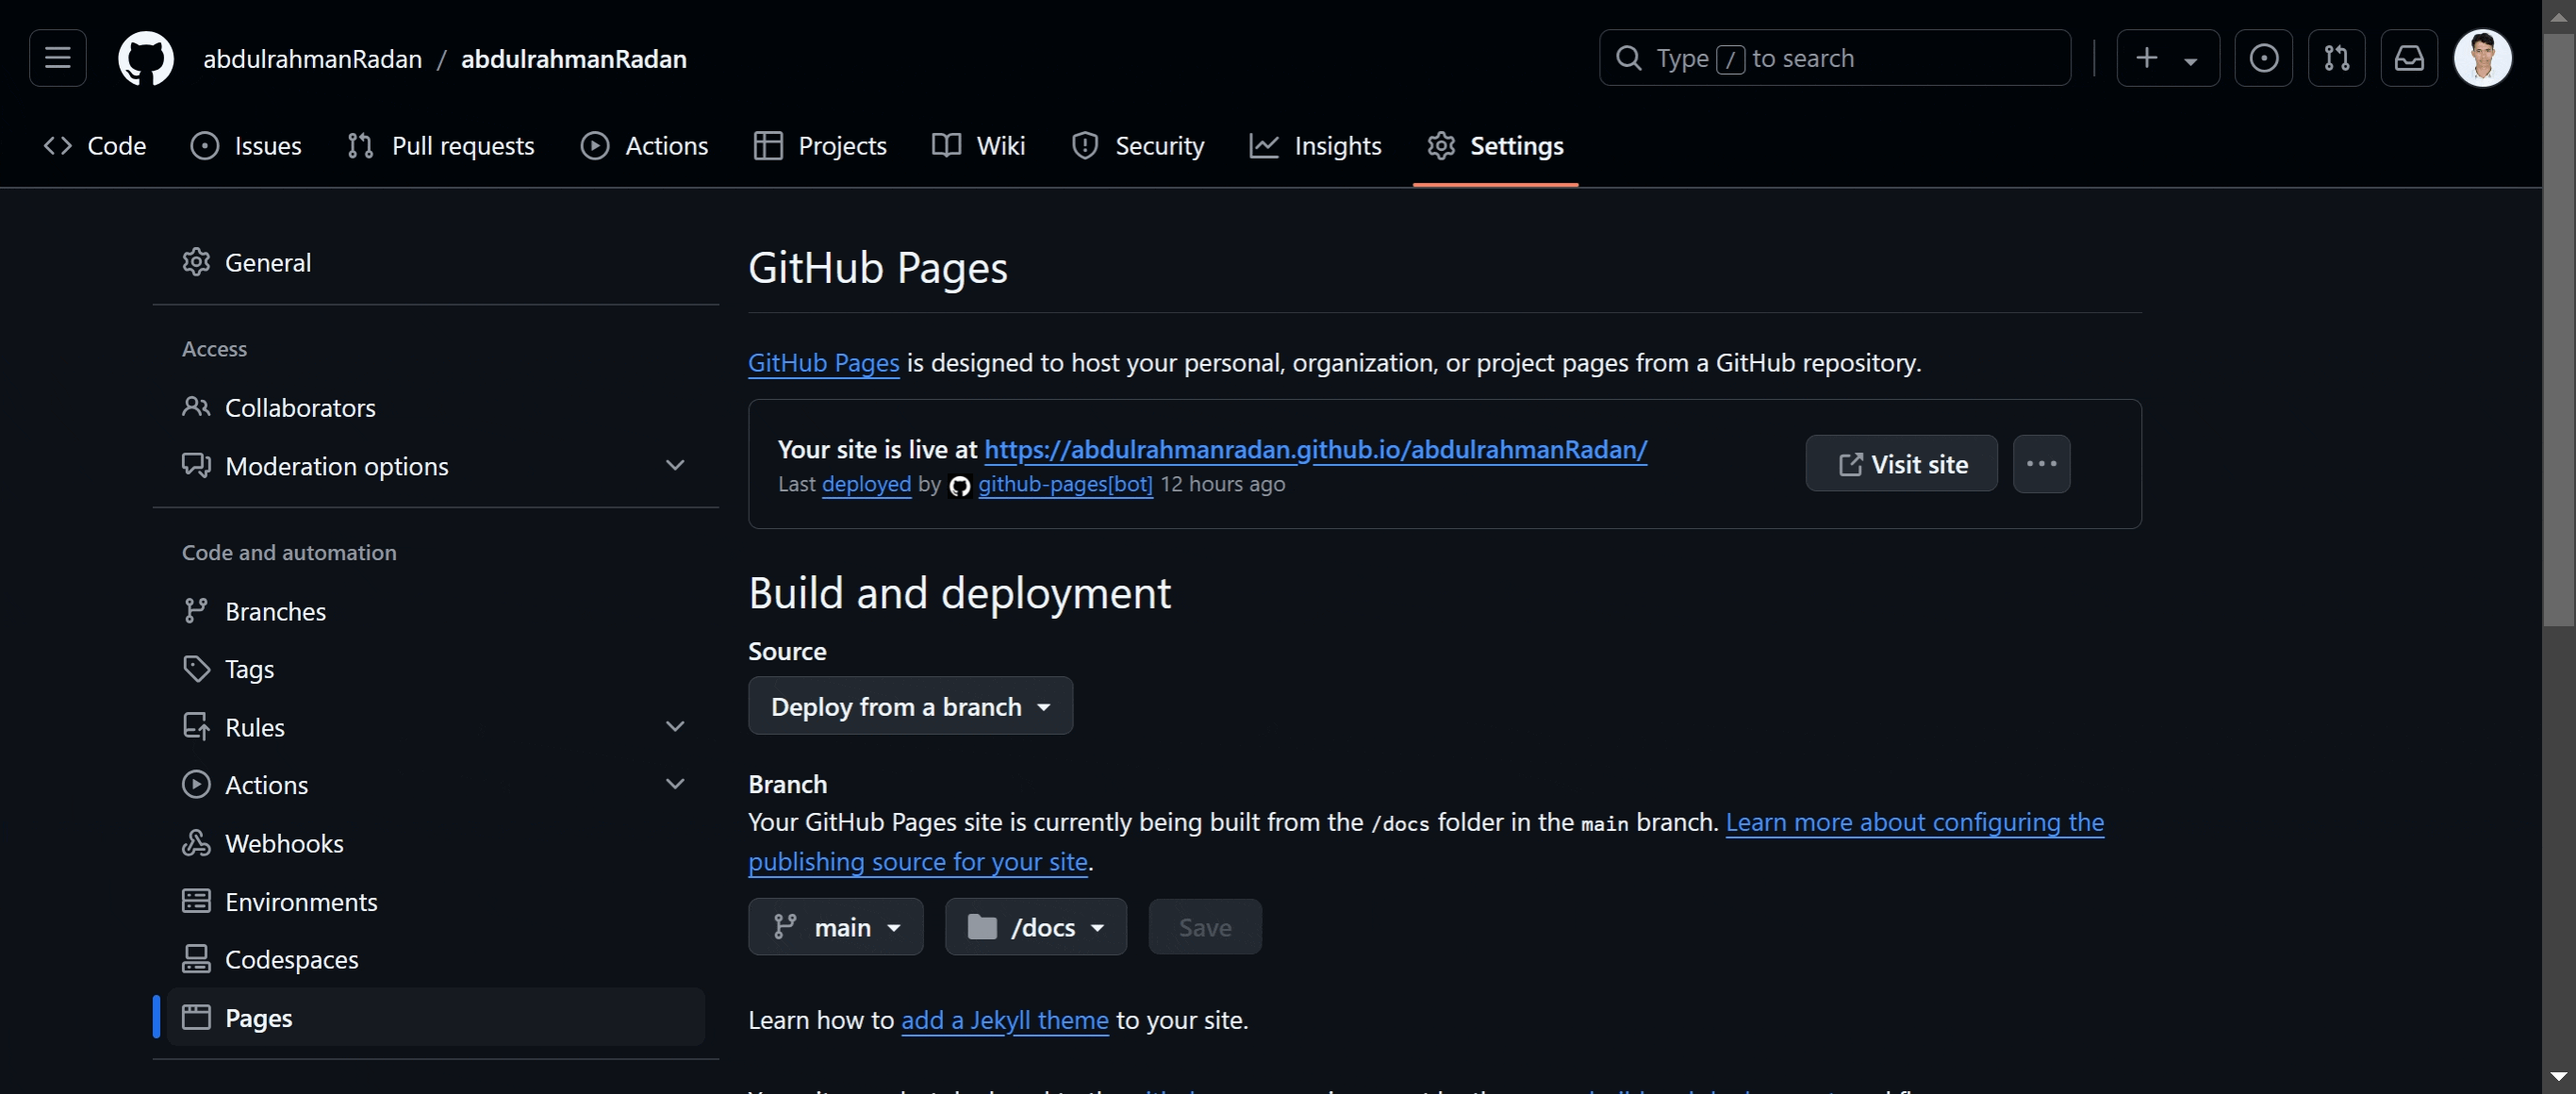 abdulrahmanRadan / abdulrahmanRadan
Type / to search
Code
Issues
Pull requests
Actions
Projects
Wiki
Security
Insights
Settings
General
Access
Collaborators
Moderation options
Code and automation
Branches
Tags
Rules
Actions
Webhooks
Environments
Codespaces
Pages
GitHub Pages
GitHub Pages is designed to host your personal, organization, or project pages from a GitHub repository.
Your site is live at https://abdulrahmanradan.github.io/abdulrahmanRadan/
Last deployed by github-pages[bot] 12 hours ago
Visit site
Build and deployment
Source
Deploy from a branch
Branch
Your GitHub Pages site is currently being built from the /docs folder in the main branch. Learn more about configuring the
publishing source for your site.
main
/docs
Save
Learn how to add a Jekyll theme to your site.